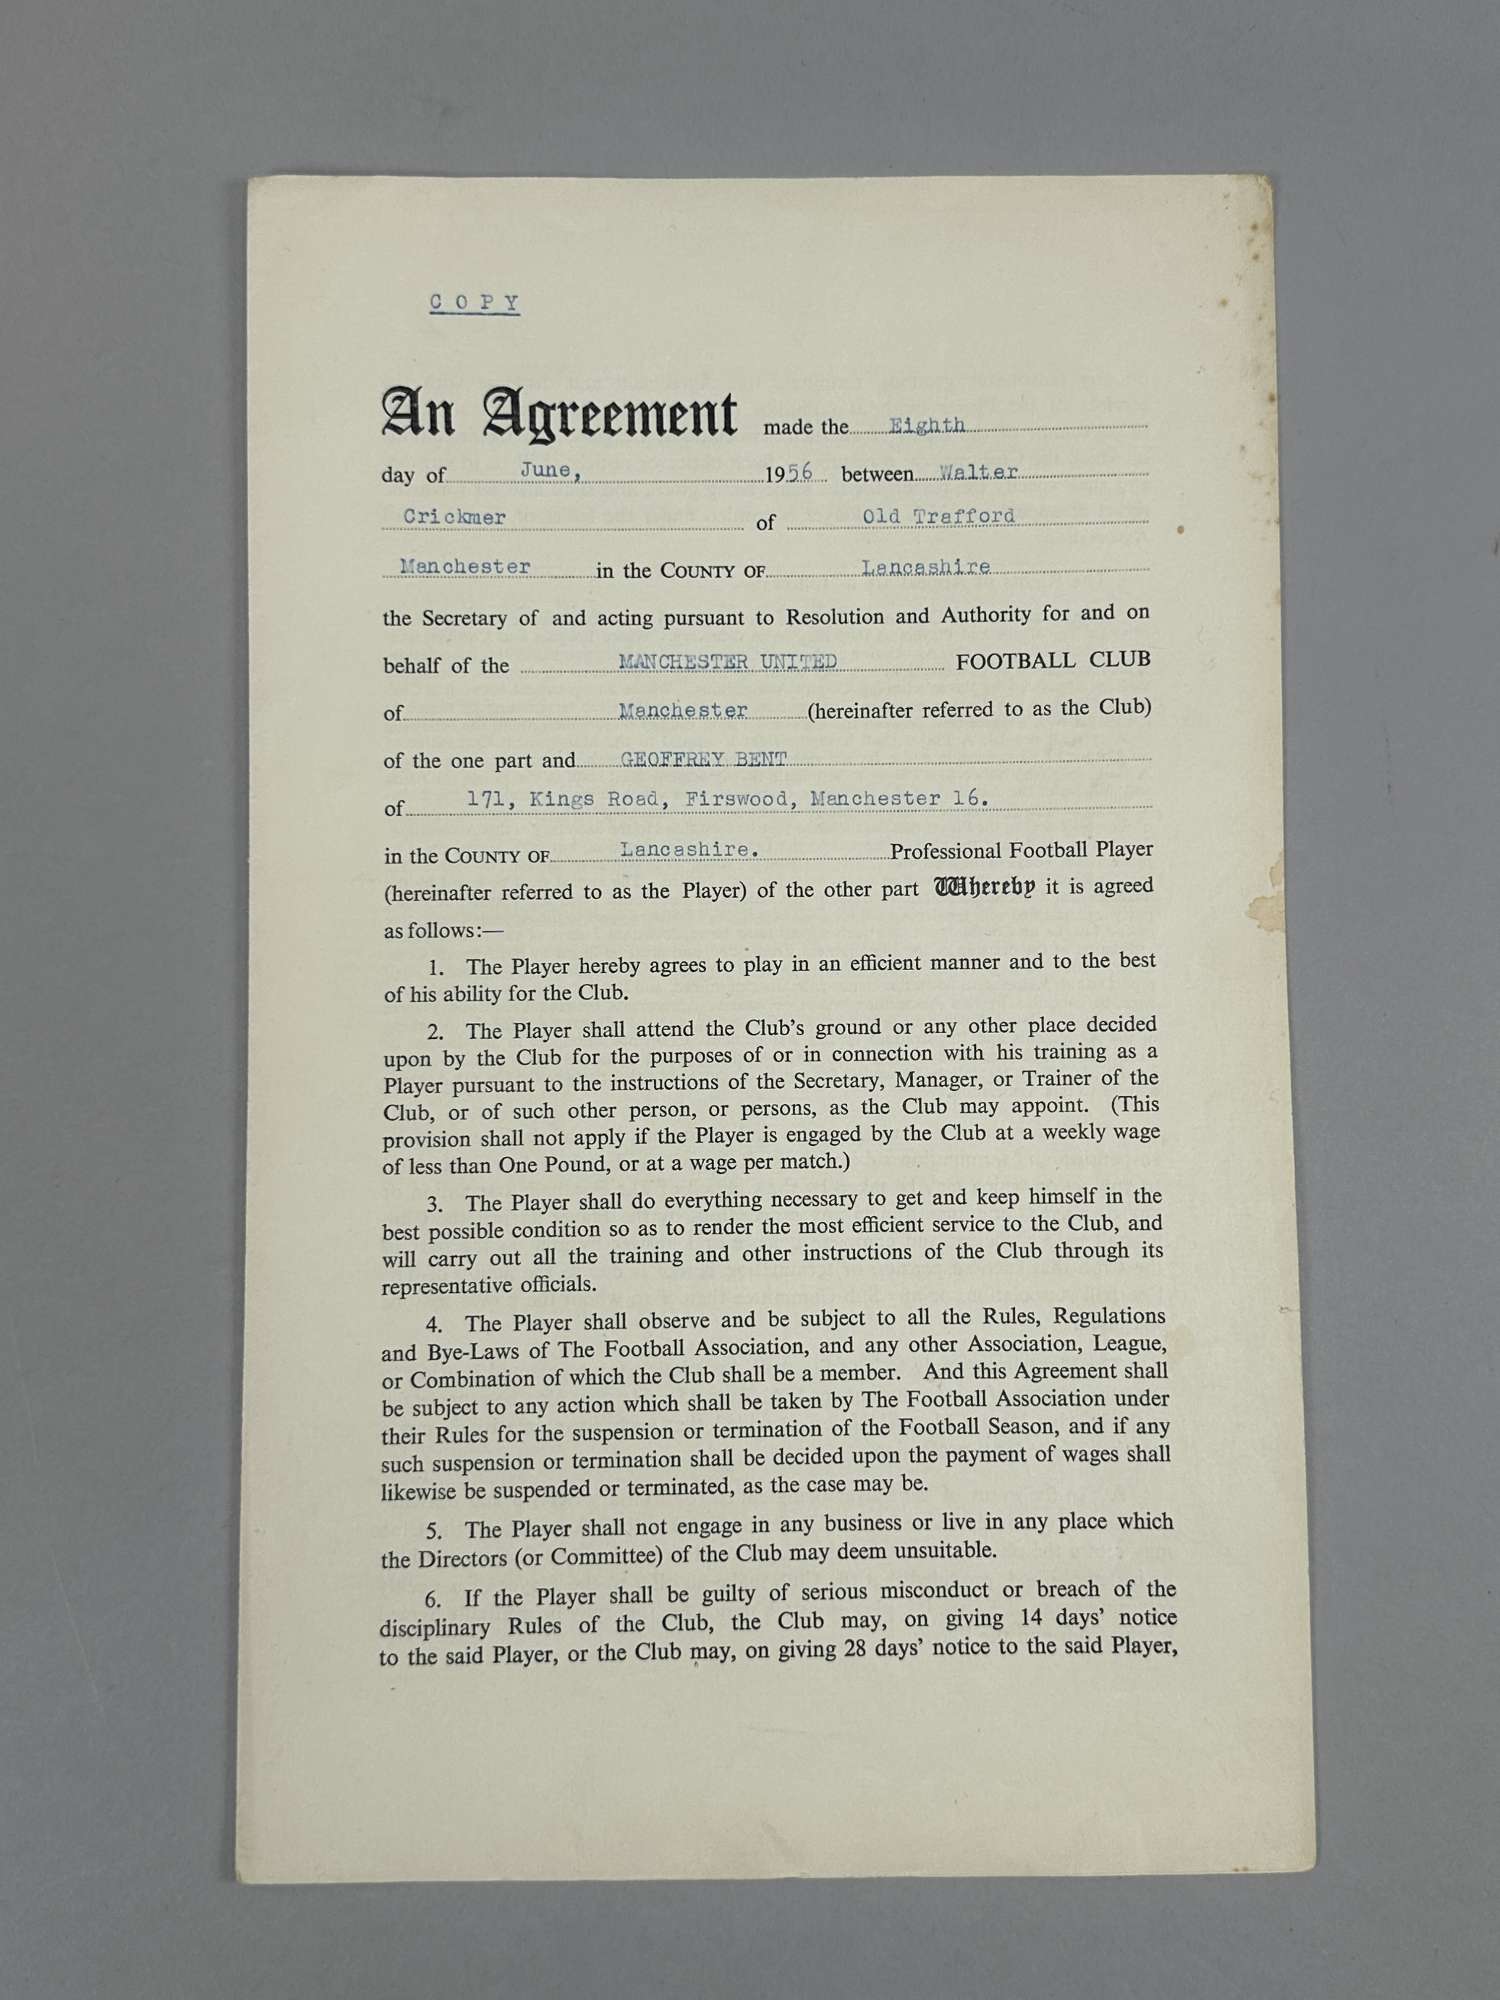 COPY
An Agreement made the Eighth
day of June, 1956 between Walter
Crickmer of Old Trafford
Manchester in the COUNTY OF Lancashire
the Secretary of and acting pursuant to Resolution and Authority for and on
behalf of the MANCHESTER UNITED FOOTBALL CLUB
of Manchester (hereinafter referred to as the Club)
of the one part and GEOFFREY BENT
of 171, Kings Road, Firswood, Manchester 16.
in the COUNTY OF Lancashire. Professional Football Player
(hereinafter referred to as the Player) of the other part Whereby it is agreed
as follows:—
1. The Player hereby agrees to play in an efficient manner and to the best
of his ability for the Club.
2. The Player shall attend the Club's ground or any other place decided
upon by the Club for the purposes of or in connection with his training as a
Player pursuant to the instructions of the Secretary, Manager, or Trainer of the
Club, or of such other person, or persons, as the Club may appoint. (This
provision shall not apply if the Player is engaged by the Club at a weekly wage
of less than One Pound, or at a wage per match.)
3. The Player shall do everything necessary to get and keep himself in the
best possible condition so as to render the most efficient service to the Club, and
will carry out all the training and other instructions of the Club through its
representative officials.
4. The Player shall observe and be subject to all the Rules, Regulations
and Bye-Laws of The Football Association, and any other Association, League,
or Combination of which the Club shall be a member. And this Agreement shall
be subject to any action which shall be taken by The Football Association under
their Rules for the suspension or termination of the Football Season, and if any
such suspension or termination shall be decided upon the payment of wages shall
likewise be suspended or terminated, as the case may be.
5. The Player shall not engage in any business or live in any place which
the Directors (or Committee) of the Club may deem unsuitable.
6. If the Player shall be guilty of serious misconduct or breach of the
disciplinary Rules of the Club, the Club may, on giving 14 days' notice
to the said Player, or the Club may, on giving 28 days' notice to the said Player,